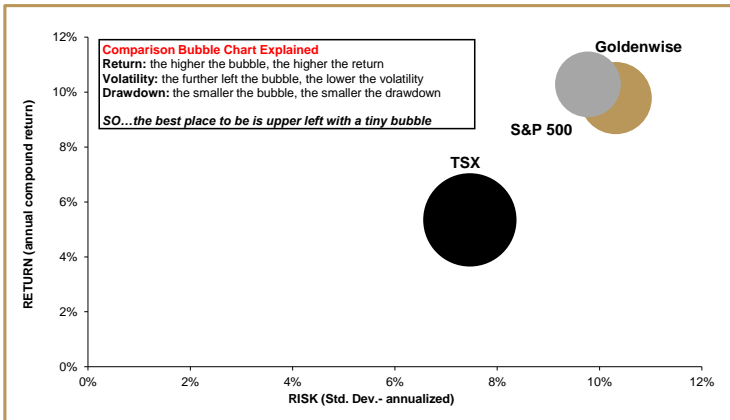 12%
10%
8%
6%
4%
2%
0%
RETURN (annual compound return)
Comparison Bubble Chart Explained
Return: the higher the bubble, the higher the return
Volatility: the further left the bubble, the lower the volatility
Drawdown: the smaller the bubble, the smaller the drawdown
SO…the best place to be is upper left with a tiny bubble
Goldenwise
S&P 500
TSX
0%
2%
4%
6%
8%
10%
12%
RISK (Std. Dev.- annualized)